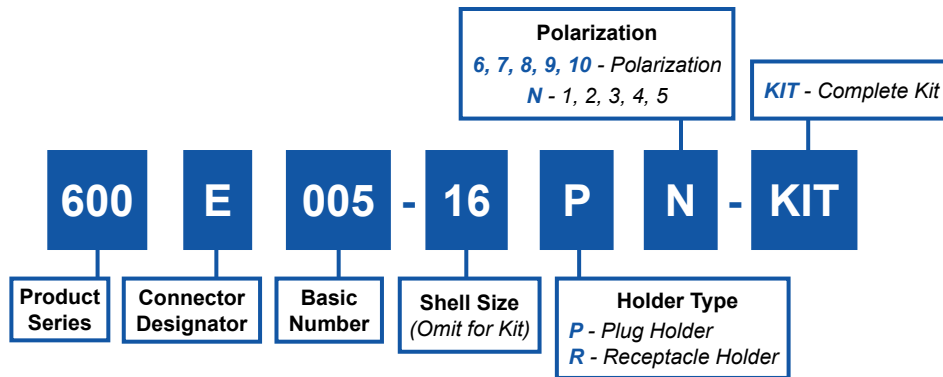 Polarization
6, 7, 8, 9, 10 - Polarization
N - 1, 2, 3, 4, 5
KIT - Complete Kit
600 E 005 - 16 P N - KIT
Product
Series
Connector
Designator
Basic
Number
Shell Size
(Omit for Kit)
Holder Type
P - Plug Holder
R - Receptacle Holder